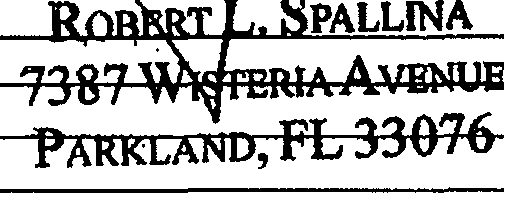 ROBERT L. SPALLINA
7387 WISTERIA AVENUE
PARKLAND, FL 33076